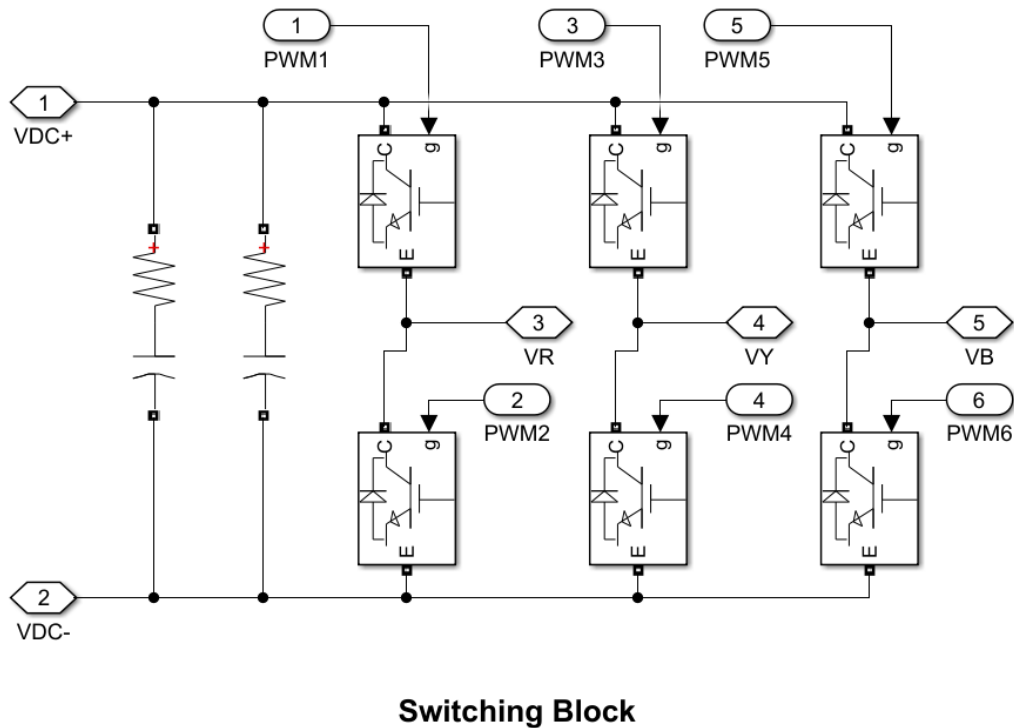 1
PWM1
3
PWM3
5
PWM5
1
VDC+
C
g
C
g
C
g
+
+
E
E
E
3
VR
4
VY
5
VB
2
PWM2
4
PWM4
6
PWM6
C
g
C
g
C
g
E
E
E
2
VDC-
Switching Block